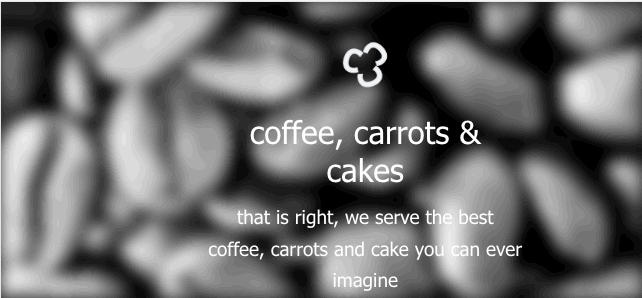 coffee, carrots &
cakes
that is right, we serve the best
coffee, carrots and cake you can ever
imagine